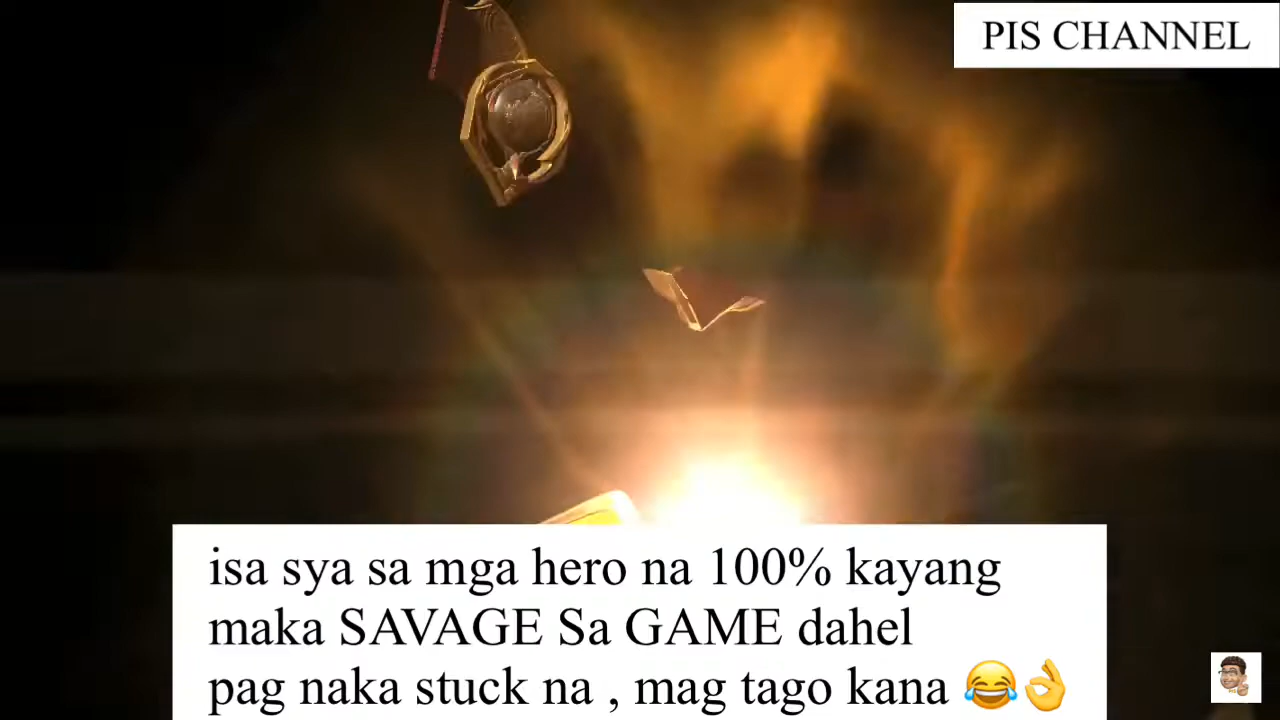 PIS CHANNEL
isa sya sa mga hero na 100% kayang
maka SAVAGE Sa GAME dahel
pag naka stuck na , mag tago kana 😂👌